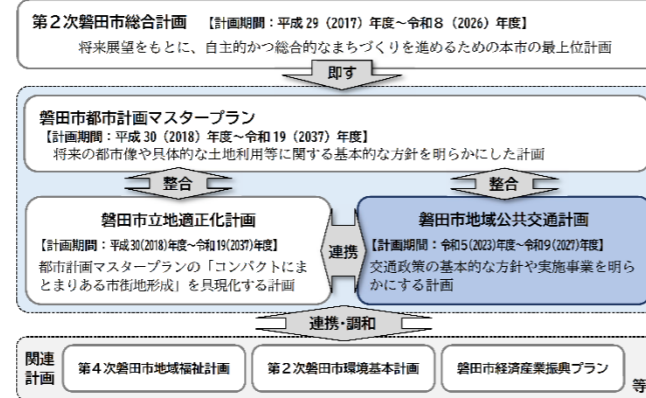 第2次磐田市総合計画 【計画期間：平成29（2017）年度～令和8（2026）年度】
将来展望をもとに、自主的かつ総合的なまちづくりを進めるための本市の最上位計画
即す
磐田市都市計画マスタープラン
【計画期間：平成30（2018）年度～令和19（2037）年度】
将来の都市像や具体的な土地利用等に関する基本的な方針を明らかにした計画
整合
整合
磐田市立地適正化計画
【計画期間：平成30(2018)年度～令和19(2037)年度】
都市計画マスタープランの「コンパクトにま
とまりある市街地形成」を具現化する計画
連携
磐田市地域公共交通計画
【計画期間：令和5(2023)年度～令和9(2027)年度】
交通政策の基本的な方針や実施事業を明ら
かにする計画
連携・調和
関連
計画
第4次磐田市地域福祉計画
第2次磐田市環境基本計画
磐田市経済産業振興プラン
等